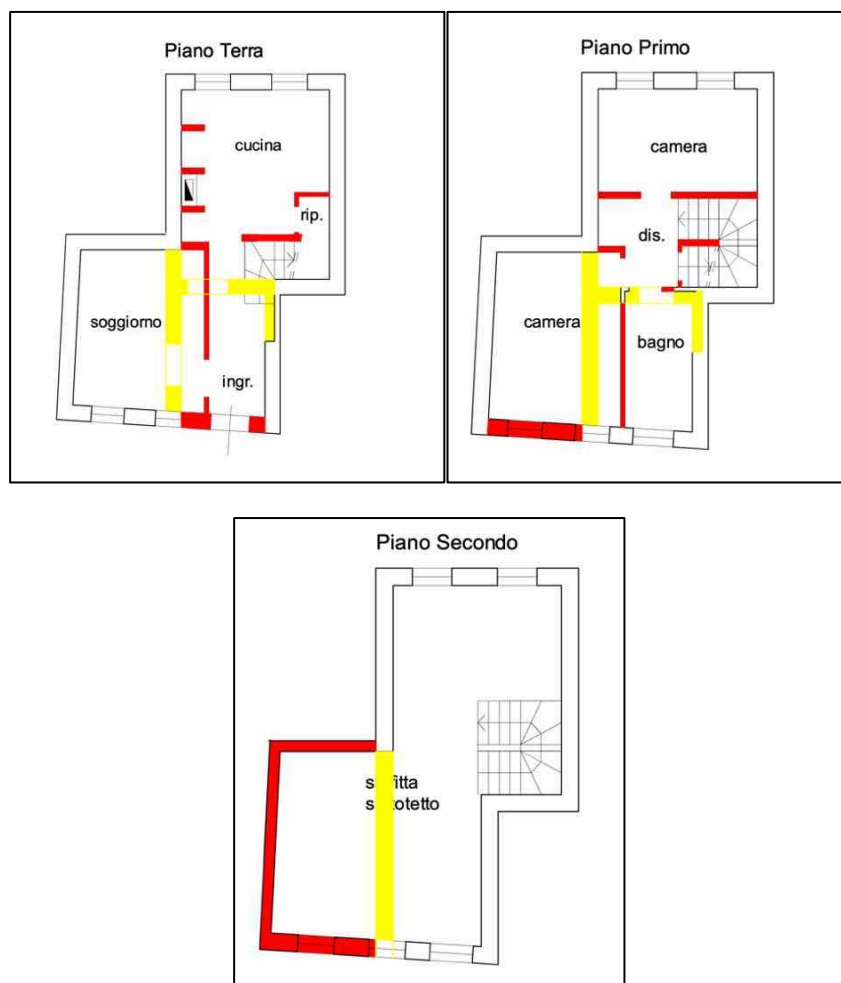 Piano Terra
cucina
rip.
soggiorno
ingr.
Piano Primo
camera
dis.
camera
bagno
Piano Secondo